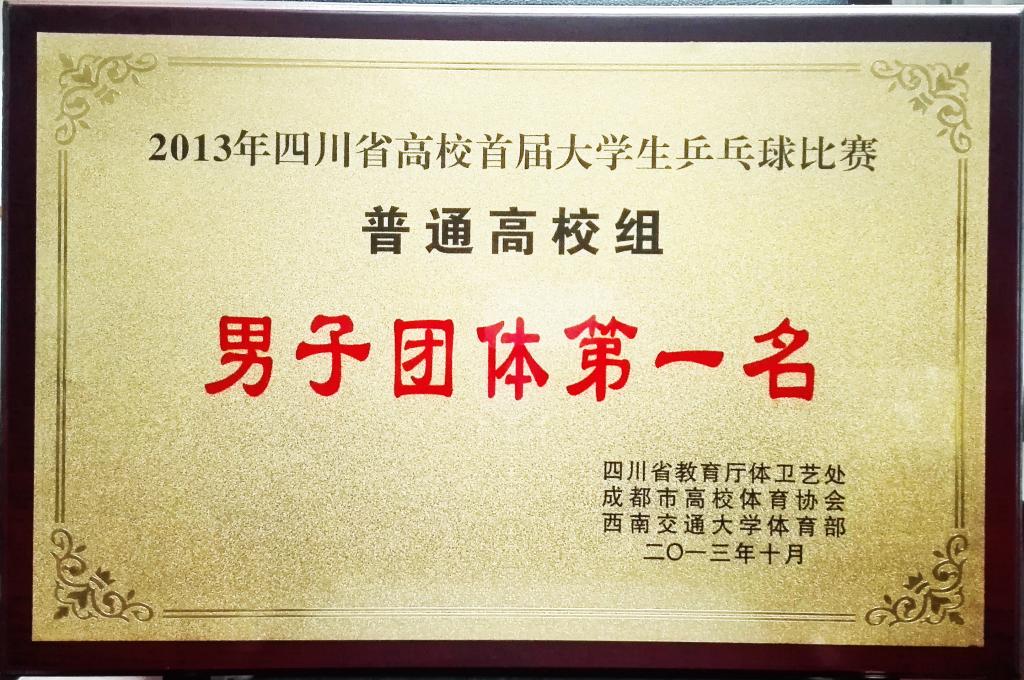 2013年四川省高校首届大学生乒乓球比赛
普通高校组
男子团体第一名
四川省教育厅体卫艺处
成都市高校体育协会
西南交通大学体育部
二〇一三年十月